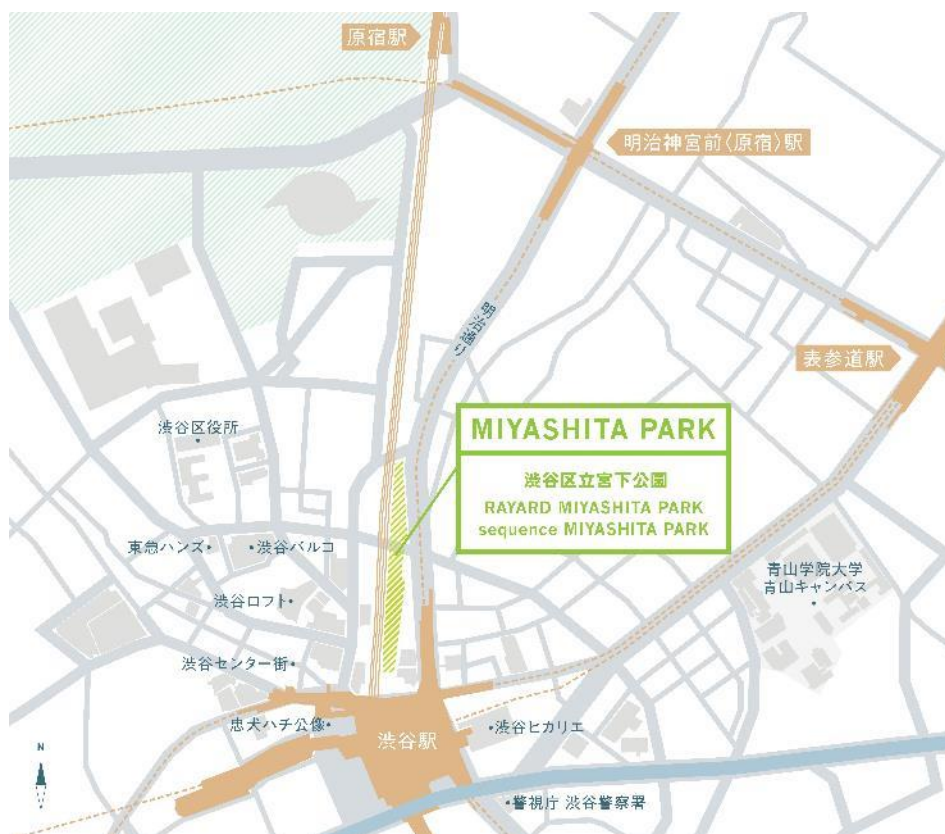 原宿駅
明治神宮前〈原宿〉駅
明治通り
表参道駅
MIYASHITA PARK
渋谷区立宮下公園
RAYARD MIYASHITA PARK
sequence MIYASHITA PARK
渋谷区役所
東急ハンズ
渋谷パルコ
青山学院大学
青山キャンパス
渋谷ロフト
渋谷センター街
忠犬ハチ公像
渋谷駅
渋谷ヒカリエ
N
警視庁 渋谷警察署